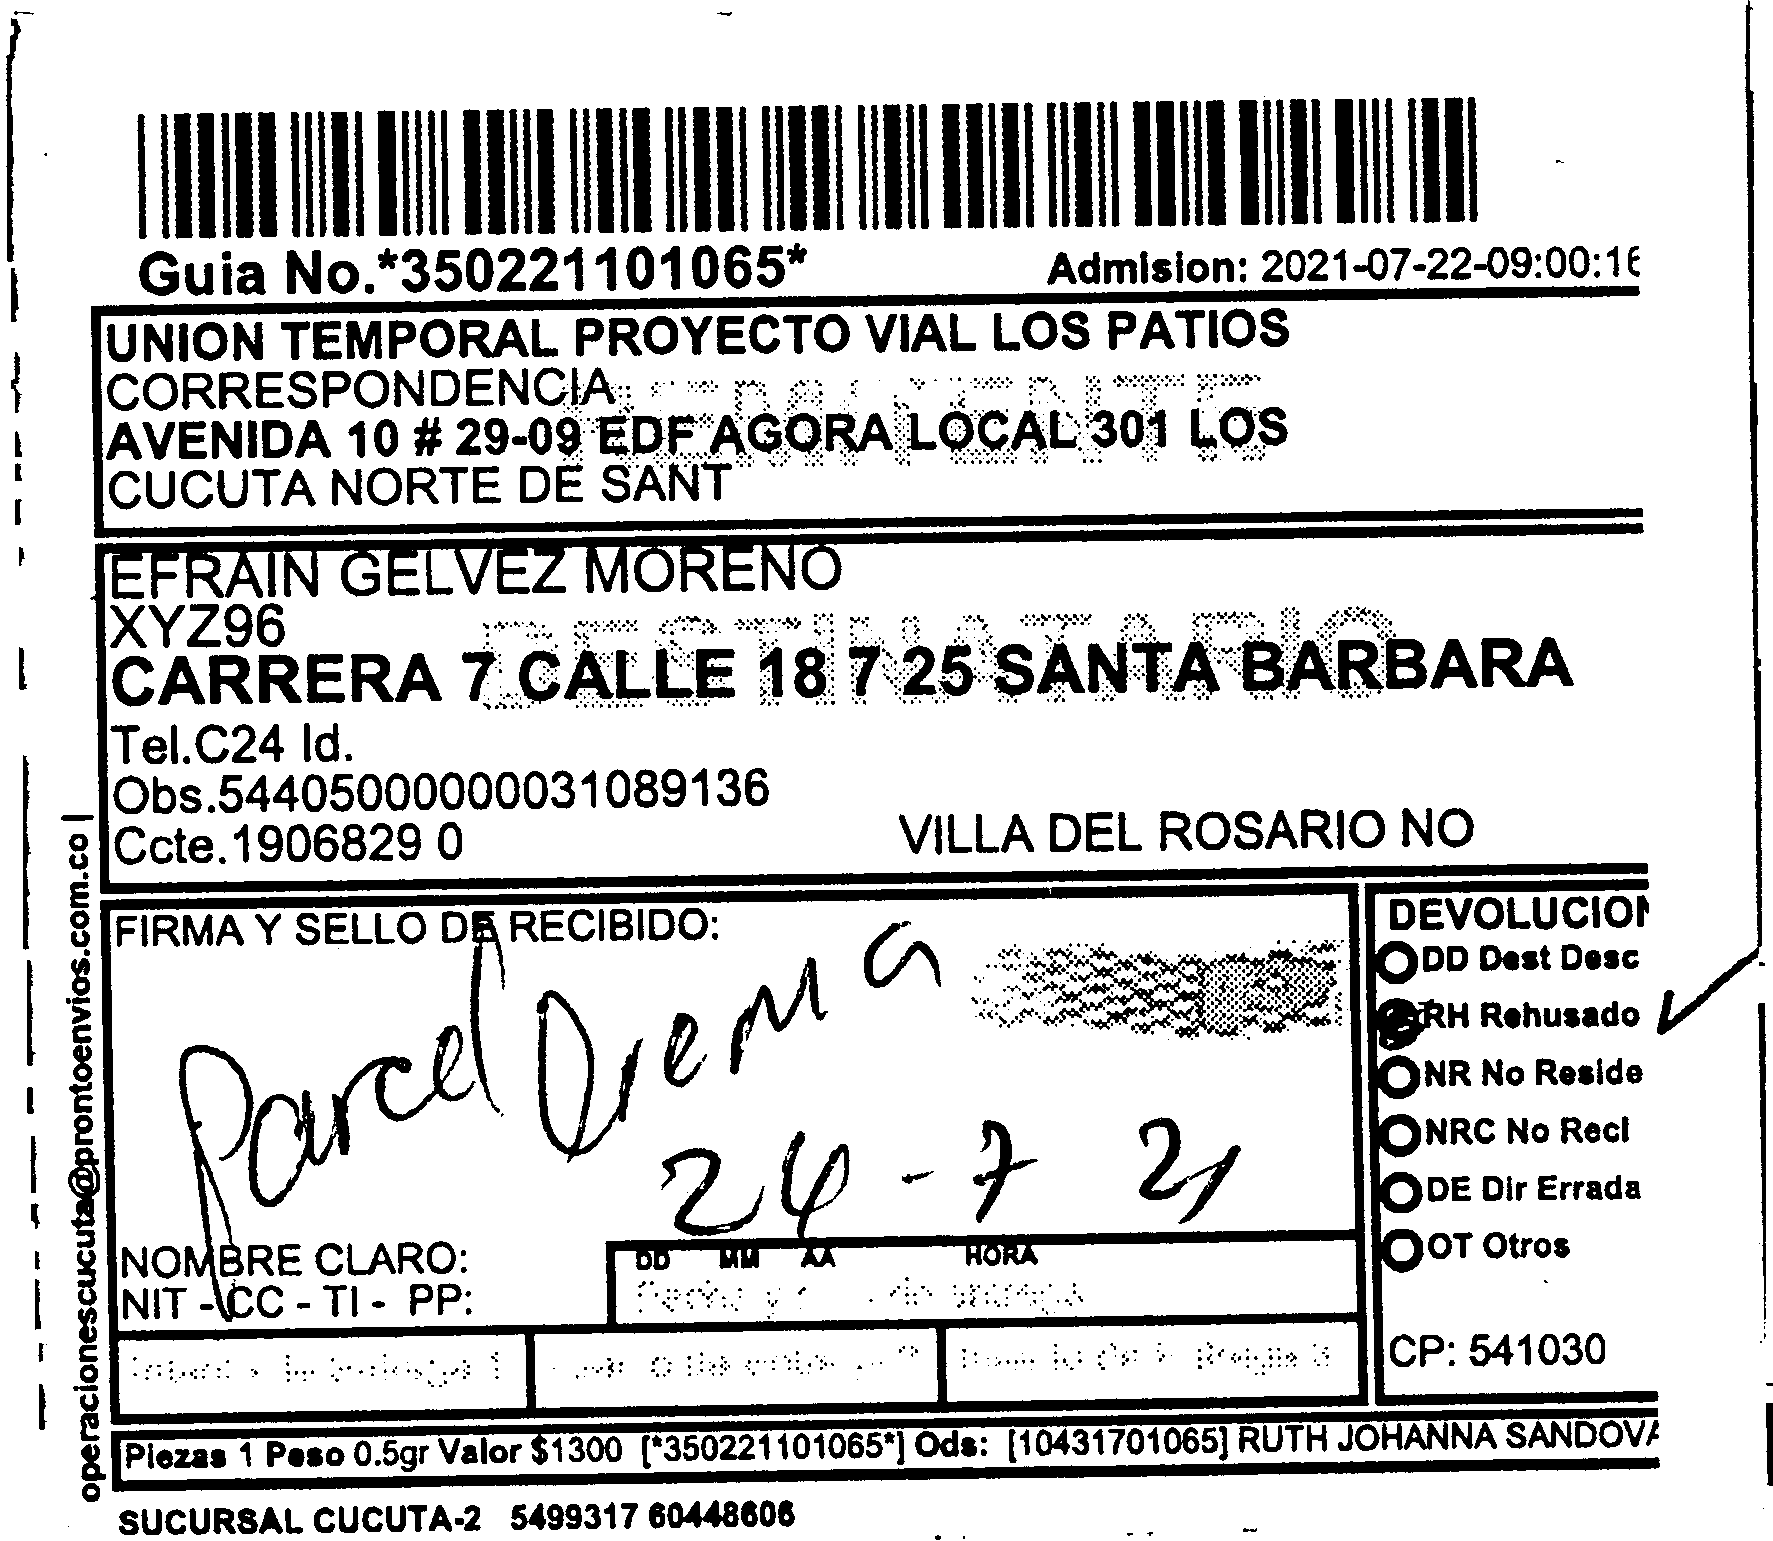 Guia No.*350221101065*
Admision: 2021-07-22-09:00:16
UNION TEMPORAL PROYECTO VIAL LOS PATIOS
CORRESPONDENCIA
REMITENTE
AVENIDA 10 # 29-09 EDF AGORA LOCAL 301 LOS
CUCUTA NORTE DE SANT
EFRAIN GELVEZ MORENO
XYZ96
DESTINATARIO
CARRERA 7 CALLE 18 7 25 SANTA BARBARA
Tel.C24 Id.
Obs.544050000000031089136
Ccte.1906829 0
VILLA DEL ROSARIO NO
operacionescucuta@prontoenvios.com.co |
FIRMA Y SELLO DE RECIBIDO:
24 - 7 21
NOMBRE CLARO:
NIT - CC - TI - PP:
DD MM AA HORA
DEVOLUCION
DD Dest Desc
RH Rehusado
NR No Reside
NRC No Reci
DE Dir Errada
OT Otros
CP: 541030
Piezas 1 Peso 0.5gr Valor $1300 [*350221101065*] Ods: [10431701065] RUTH JOHANNA SANDOVA
SUCURSAL CUCUTA-2 5499317 60448606